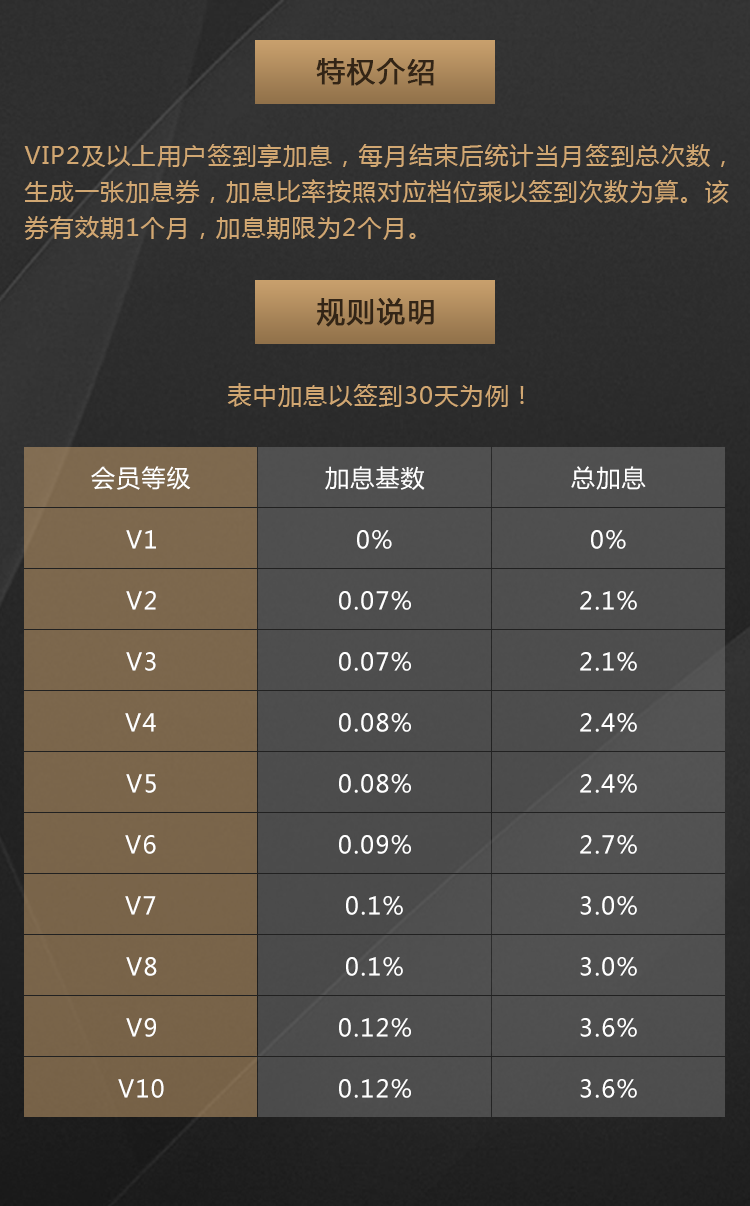 特权介绍
VIP2及以上用户签到享加息，每月结束后统计当月签到总次数，
生成一张加息券，加息比率按照对应档位乘以签到次数为算。该
券有效期1个月，加息期限为2个月。
规则说明
表中加息以签到30天为例！
会员等级 加息基数 总加息
V1 0% 0%
V2 0.07% 2.1%
V3 0.07% 2.1%
V4 0.08% 2.4%
V5 0.08% 2.4%
V6 0.09% 2.7%
V7 0.1% 3.0%
V8 0.1% 3.0%
V9 0.12% 3.6%
V10 0.12% 3.6%